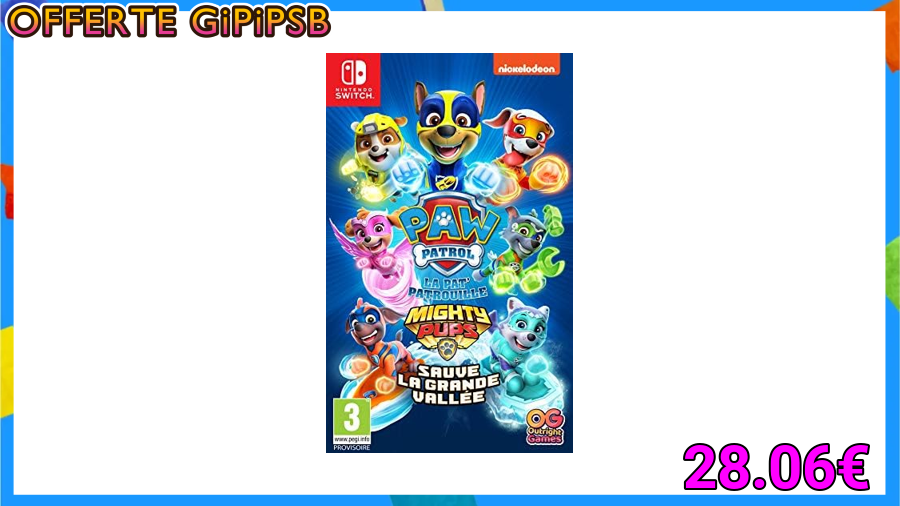 OFFERTE GiPiPSB
NINTENDO
SWITCH.
nickelodeon
PAW
PATROL
LA PAT'
PATROUILLE
MIGHTY
PUPS
SAUVE
LA GRANDE
VALLÉE
3
www.pegi.info
PROVISOIRE
OG
Outright
Games
28.06€